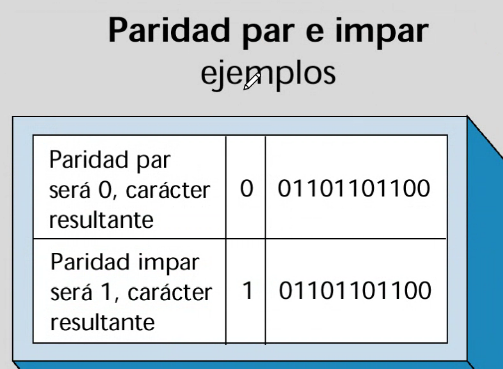 Paridad par e impar
ejemplos
Paridad par
será 0, carácter
resultante
0
01101101100
Paridad impar
será 1, carácter
resultante
1
01101101100